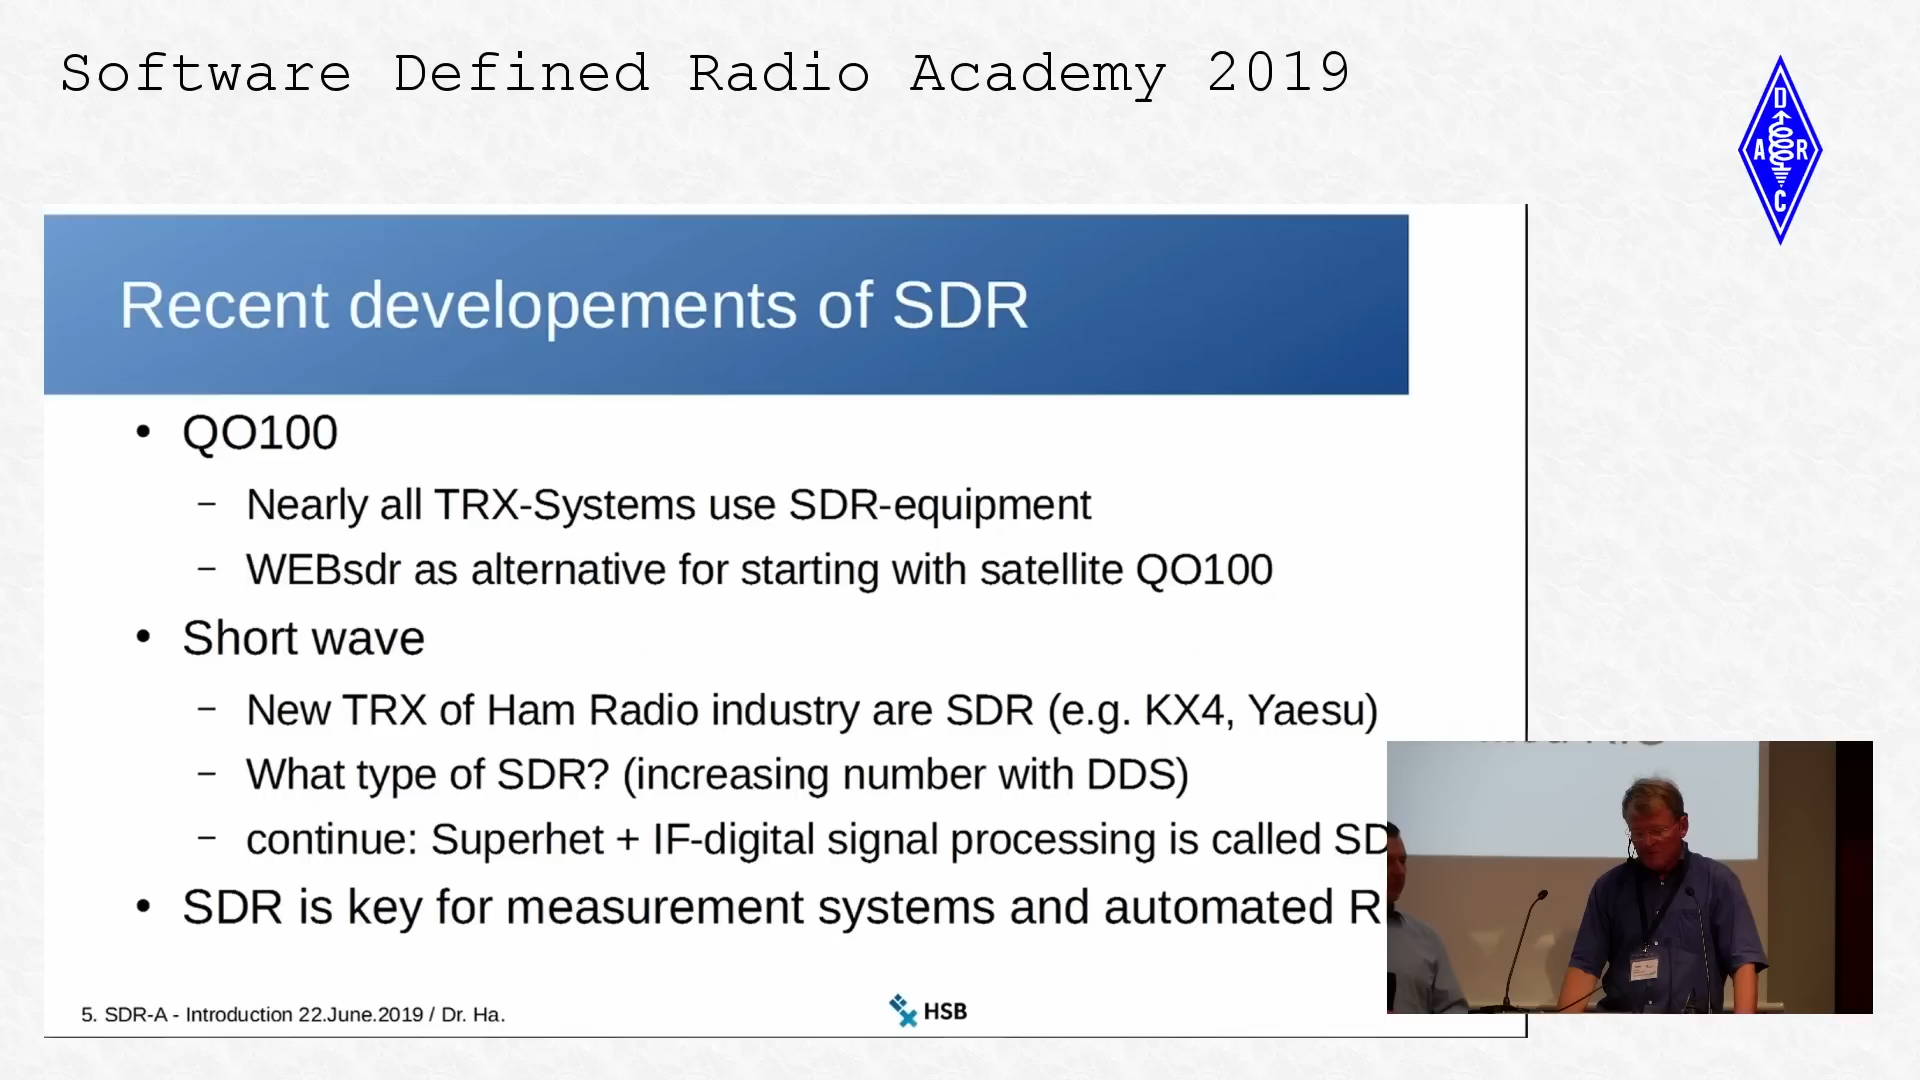 Software Defined Radio Academy 2019
D
A R
C
Recent developements of SDR
• QO100
– Nearly all TRX-Systems use SDR-equipment
– WEBsdr as alternative for starting with satellite QO100
• Short wave
– New TRX of Ham Radio industry are SDR (e.g. KX4, Yaesu)
– What type of SDR? (increasing number with DDS)
– continue: Superhet + IF-digital signal processing is called SD
• SDR is key for measurement systems and automated R
5. SDR-A - Introduction 22.June.2019 / Dr. Ha.
HSB